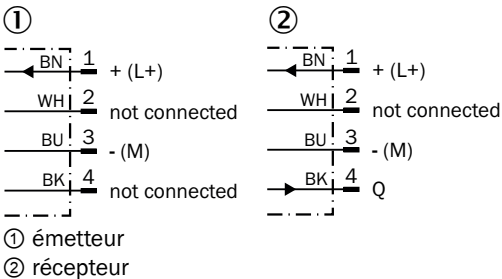 ① ②
BN 1 + (L+)
WH 2 not connected
BU 3 - (M)
BK 4 not connected
BN 1 + (L+)
WH 2 not connected
BU 3 - (M)
BK 4 Q
① émetteur
② récepteur